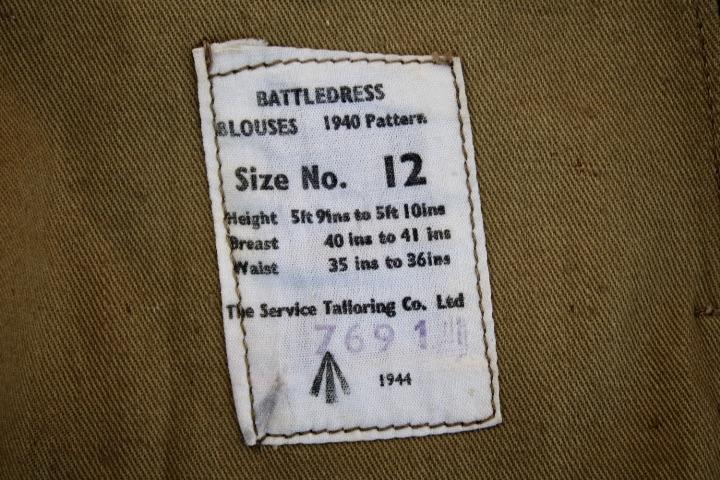 BATTLEDRESS
BLOUSES 1940 Pattern
Size No. 12
Height 5ft 9ins to 5ft 10ins
Breast 40 ins to 41 ins
Waist 35 ins to 36ins
The Service Tailoring Co. Ltd
7691
1944